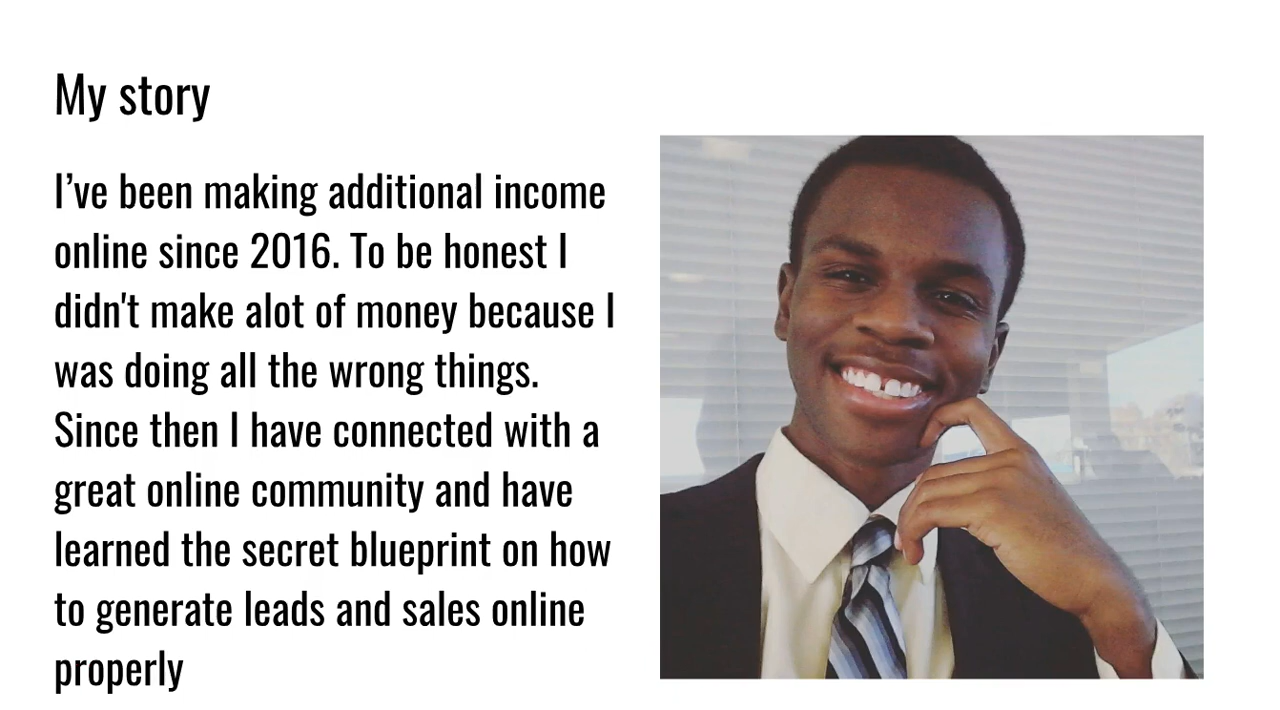 My story
I’ve been making additional income
online since 2016. To be honest I
didn't make alot of money because I
was doing all the wrong things.
Since then I have connected with a
great online community and have
learned the secret blueprint on how
to generate leads and sales online
properly